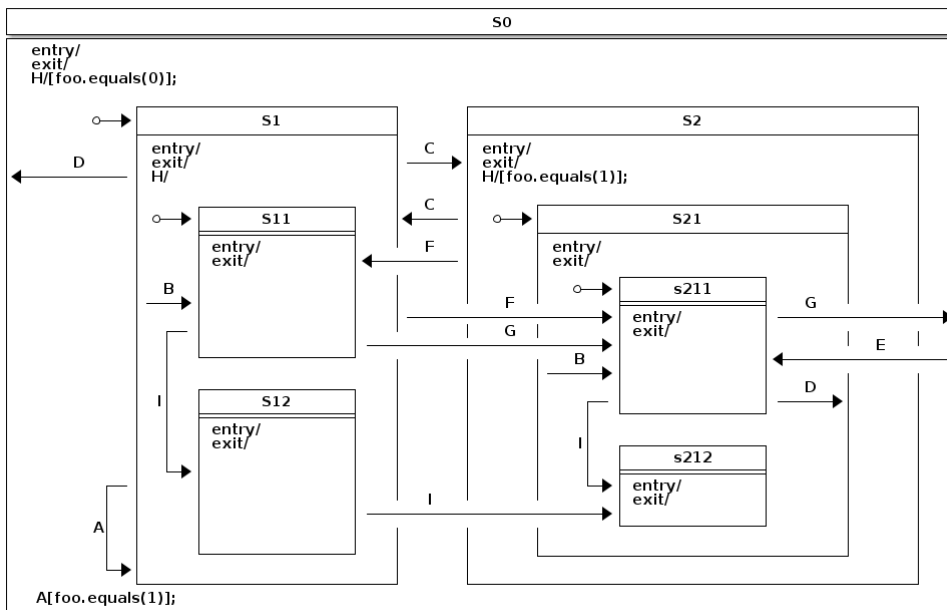 S0
entry/
exit/
H/[foo.equals(0)];
S1
S2
D
entry/
exit/
H/
C
entry/
exit/
H/[foo.equals(1)];
S11
C
S21
entry/
exit/
F
entry/
exit/
B
s211
F
entry/
exit/
G
G
E
B
D
I
S12
entry/
exit/
I
s212
entry/
exit/
I
A
A[foo.equals(1)];